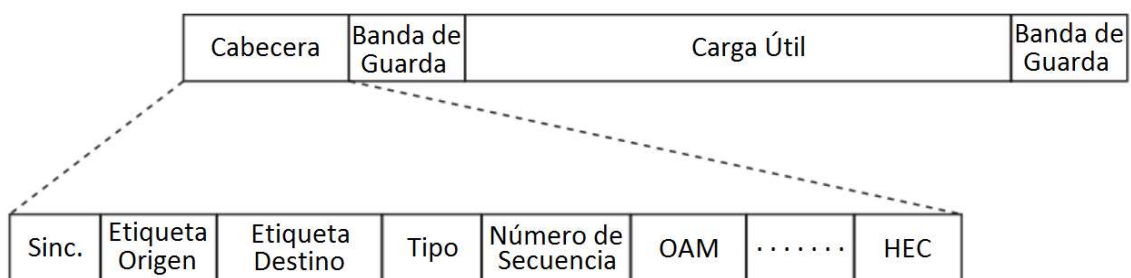 Cabecera
Banda de
Guarda
Carga Útil
Banda de
Guarda
Sinc.
Etiqueta
Origen
Etiqueta
Destino
Tipo
Número de
Secuencia
OAM
.......
HEC